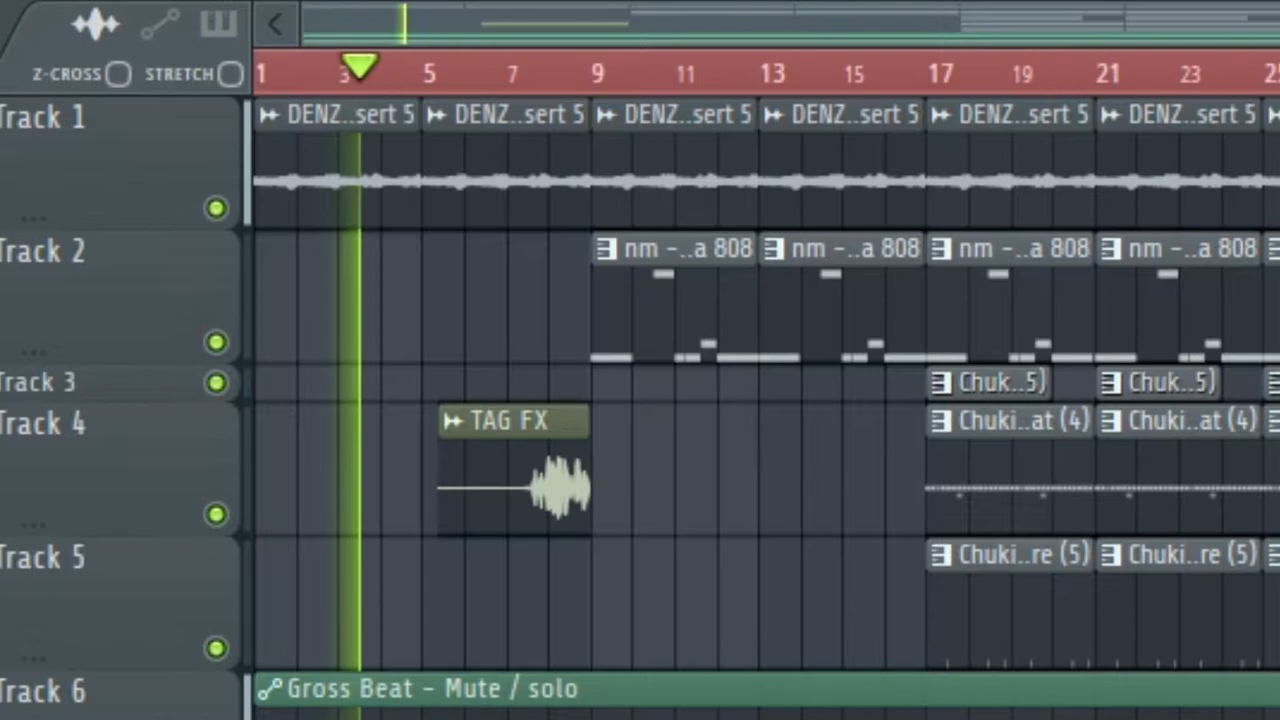 Z-CROSS STRETCH 1 3 5 7 9 11 13 15 17 19 21 23
Track 1 DENZ..sert 5 DENZ..sert 5 DENZ..sert 5 DENZ..sert 5 DENZ..sert 5 DENZ..sert 5
Track 2 nm -..a 808 nm -..a 808 nm -..a 808 nm -..a 808
Track 3 Chuk...5) Chuk...5)
Track 4 TAG FX Chuki..at (4) Chuki..at (4)
Track 5 Chuki..re (5) Chuki..re (5)
Track 6 Gross Beat - Mute / solo